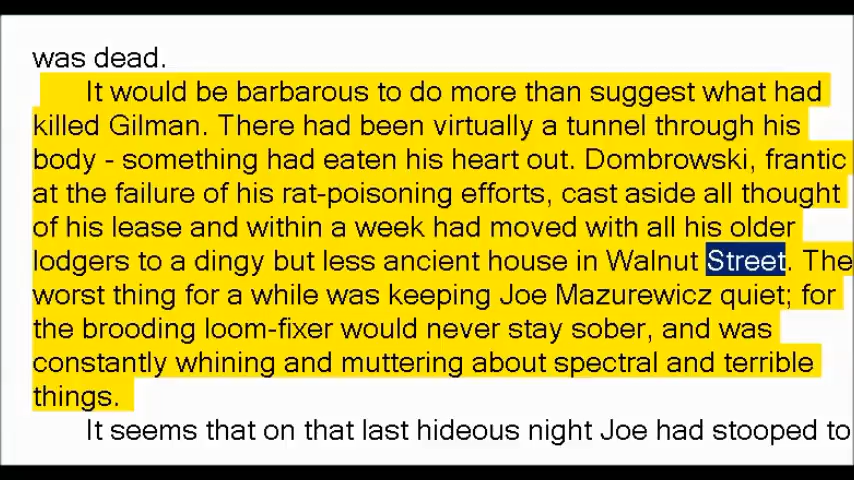 was dead.
It would be barbarous to do more than suggest what had
killed Gilman. There had been virtually a tunnel through his
body - something had eaten his heart out. Dombrowski, frantic
at the failure of his rat-poisoning efforts, cast aside all thought
of his lease and within a week had moved with all his older
lodgers to a dingy but less ancient house in Walnut Street. The
worst thing for a while was keeping Joe Mazurewicz quiet; for
the brooding loom-fixer would never stay sober, and was
constantly whining and muttering about spectral and terrible
things.
It seems that on that last hideous night Joe had stooped to